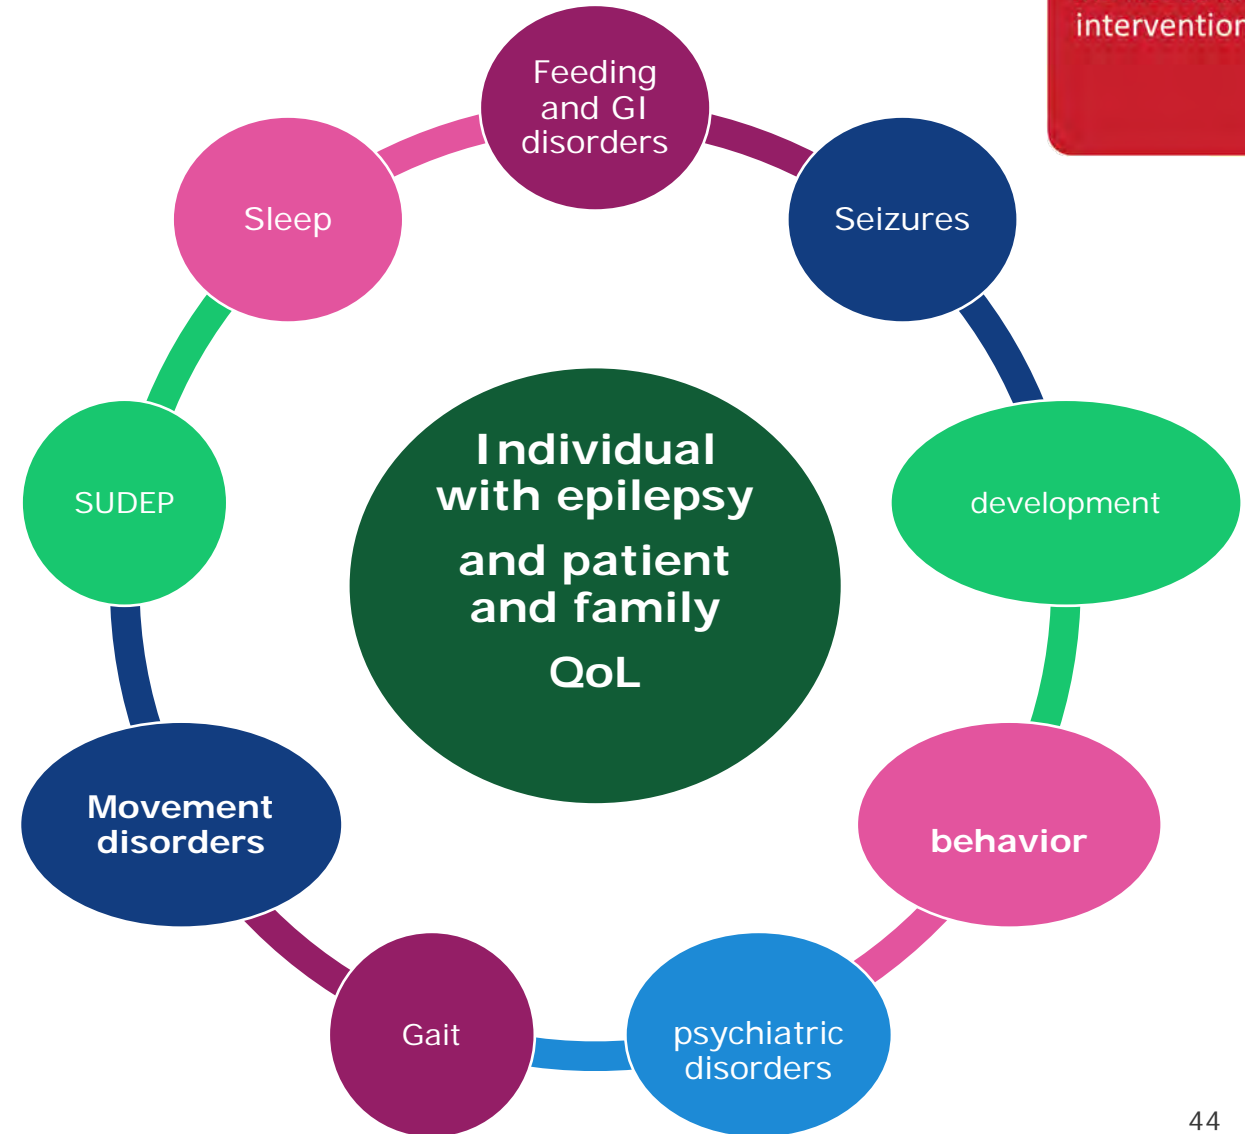 intervention
Feeding
and GI
disorders
Seizures
development
behavior
psychiatric
disorders
Gait
Movement
disorders
SUDEP
Sleep
Individual
with epilepsy
and patient
and family
QoL
44